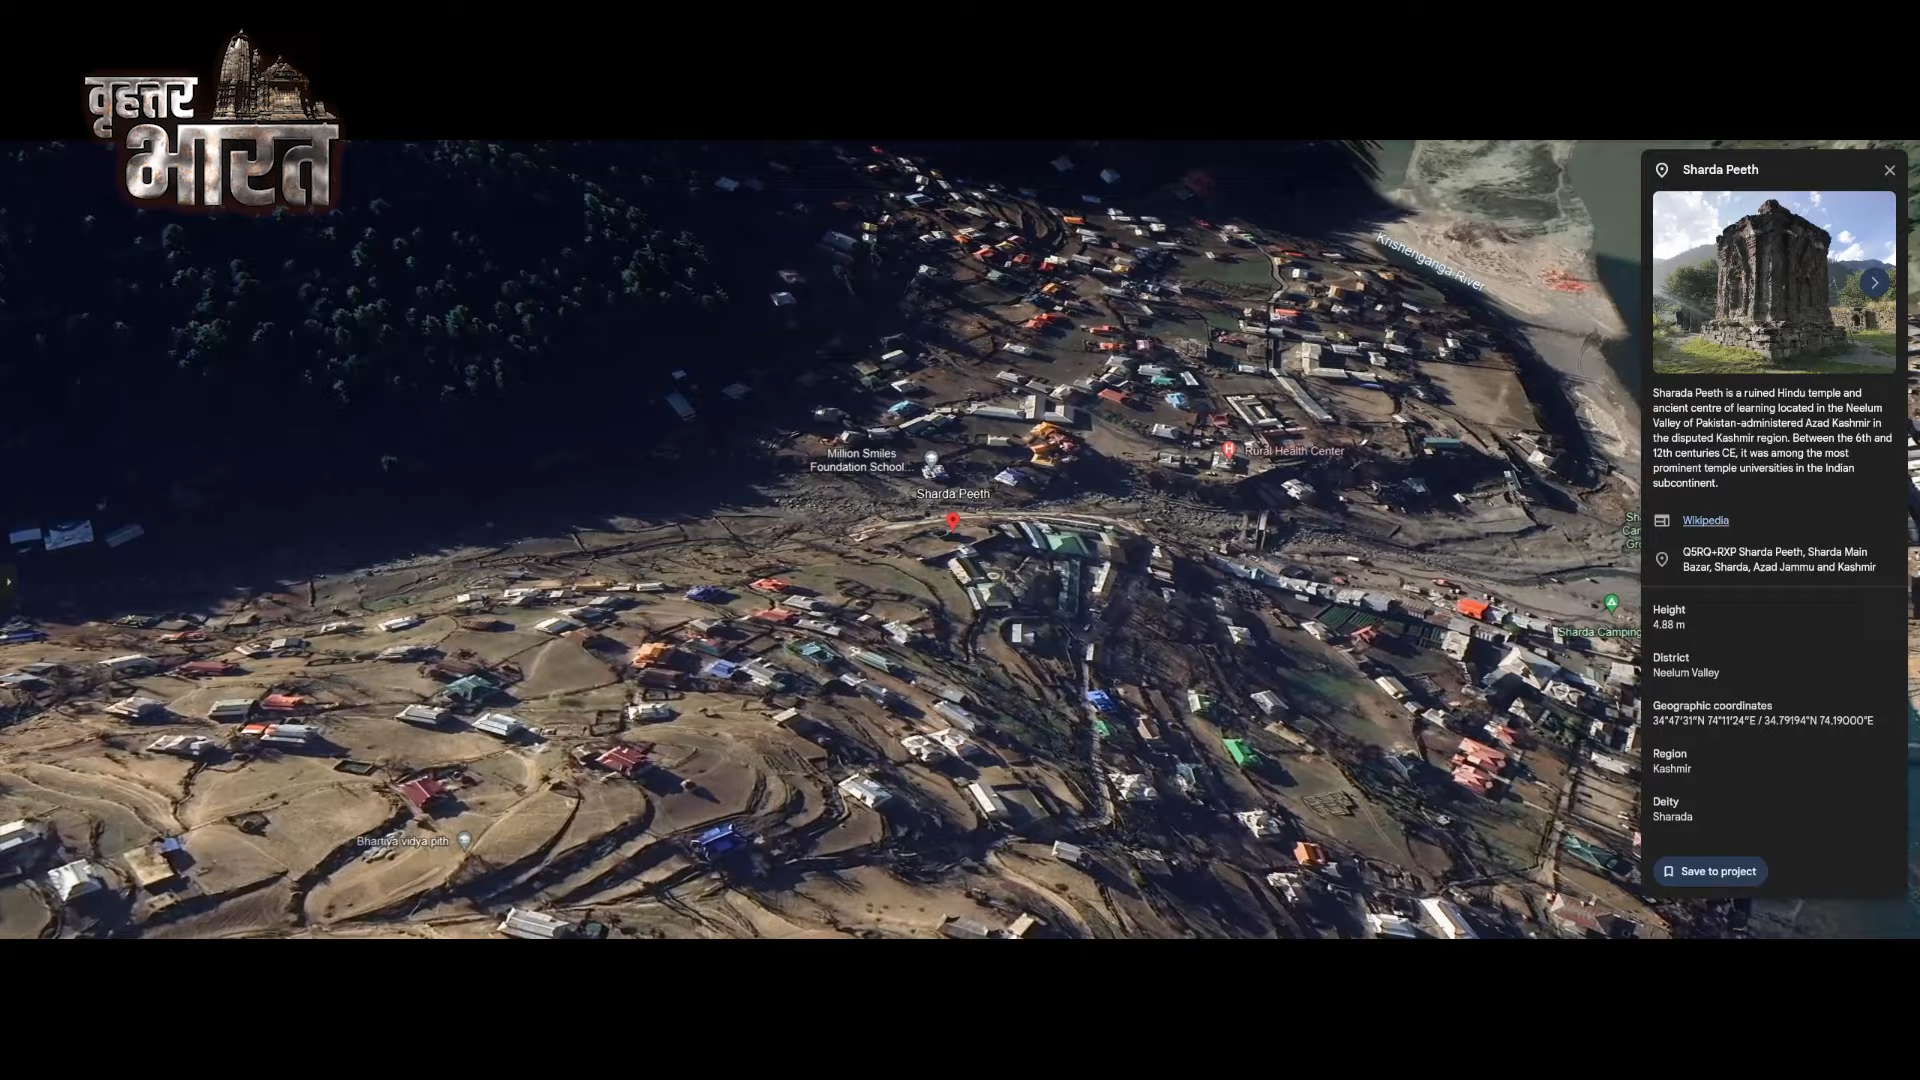 वृहत्तर
भारत
Krishenganga River
Million Smiles
Foundation School...
Rural Health Center
Sharda Peeth
Sharda Camping
Bhartiya vidya pith
Sharda Peeth
Sharada Peeth is a ruined Hindu temple and
ancient centre of learning located in the Neelum
Valley of Pakistan-administered Azad Kashmir in
the disputed Kashmir region. Between the 6th and
12th centuries CE, it was among the most
prominent temple universities in the Indian
subcontinent.
Wikipedia
Q5RQ+RXP Sharda Peeth, Sharda Main
Bazar, Sharda, Azad Jammu and Kashmir
Height
4.88 m
District
Neelum Valley
Geographic coordinates
34°47′31″N 74°11′24″E / 34.79194°N 74.19000°E
Region
Kashmir
Deity
Sharada
Save to project